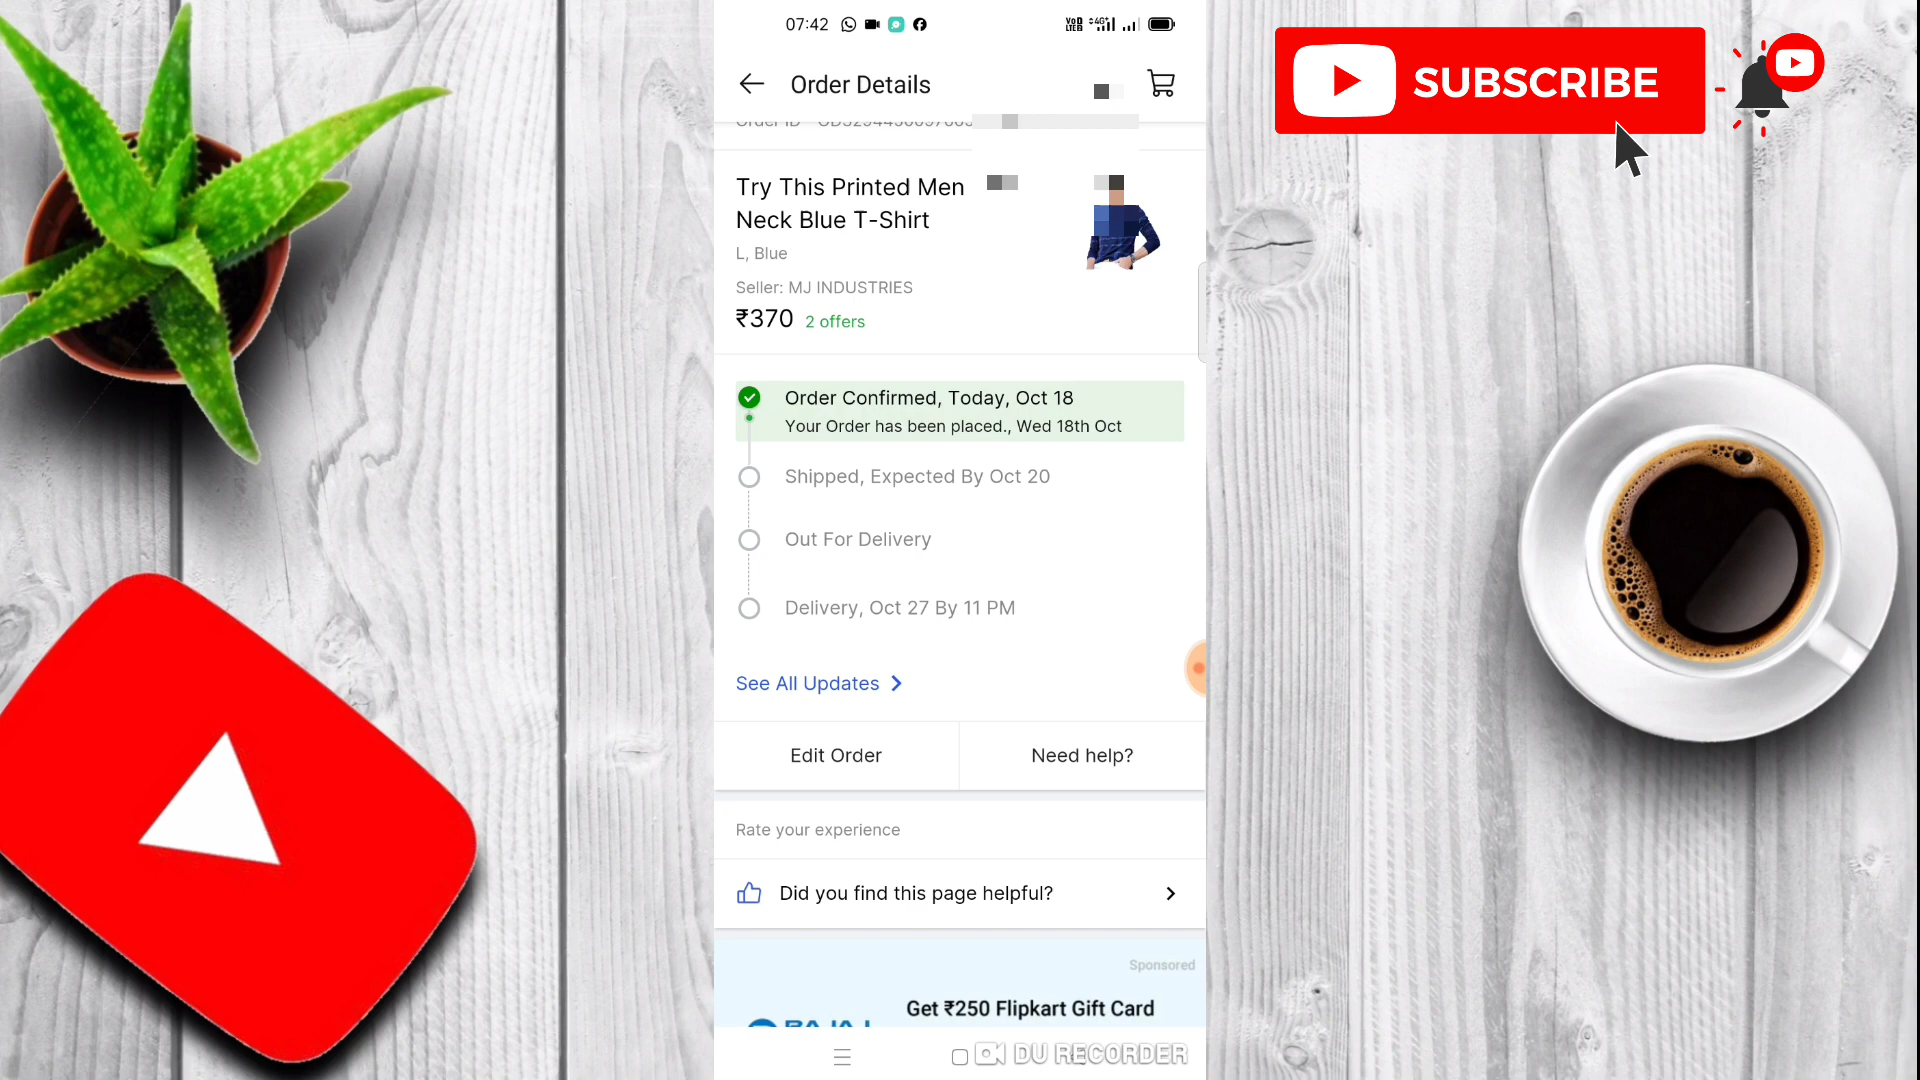 07:42
Order Details
SUBSCRIBE
Order ID -
Try This Printed Men
Neck Blue T-Shirt
L, Blue
Seller: MJ INDUSTRIES
₹370 2 offers
Order Confirmed, Today, Oct 18
Your Order has been placed., Wed 18th Oct
Shipped, Expected By Oct 20
Out For Delivery
Delivery, Oct 27 By 11 PM
See All Updates
Edit Order
Need help?
Rate your experience
Did you find this page helpful?
Sponsored
Get ₹250 Flipkart Gift Card
BAJAJ
DU RECORDER